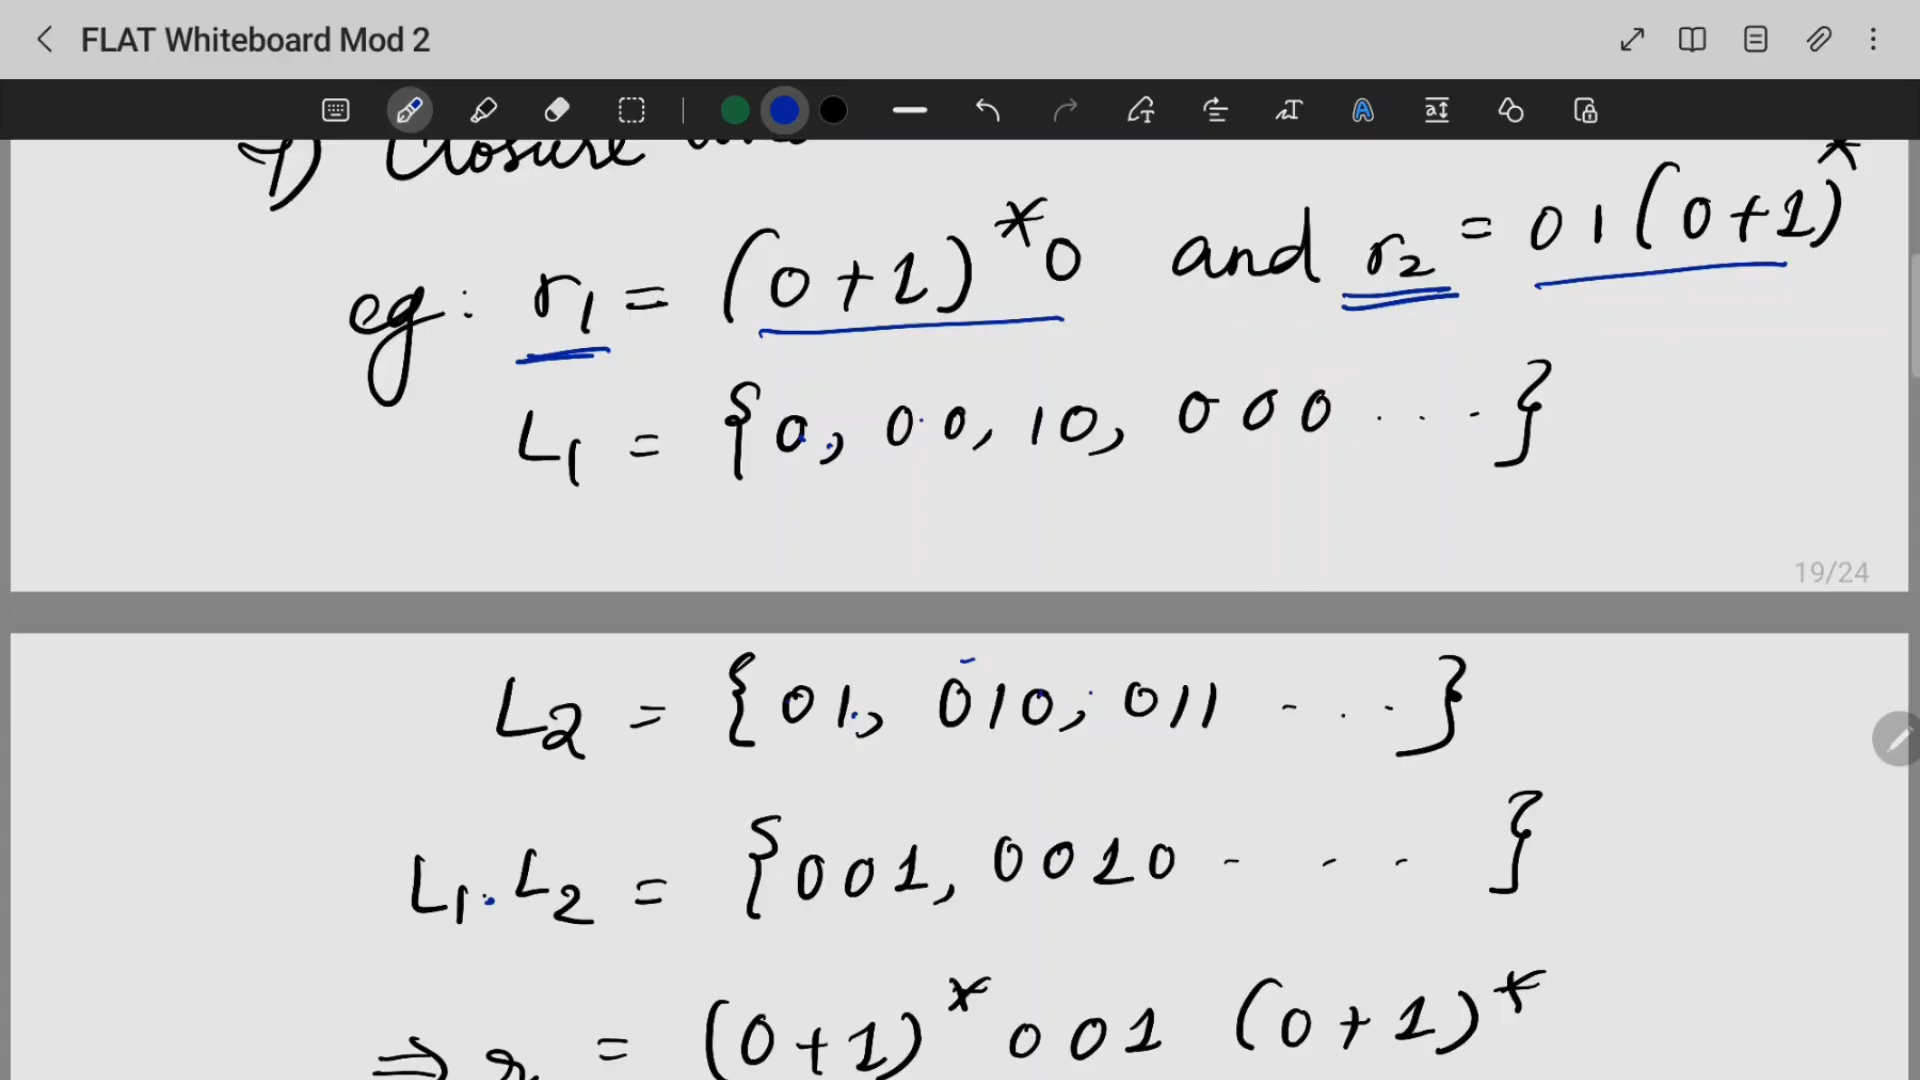 FLAT Whiteboard Mod 2
Closure
eg: r1 = (0+1)*0 and r2 = 01(0+1)*
L1 = {0, 00, 10, 000 ... }
19/24
L2 = {01, 010, 011 - . - }
L1.L2 = {001, 0010 - - - }
⇒ r = (0+1)* 001 (0+1)*